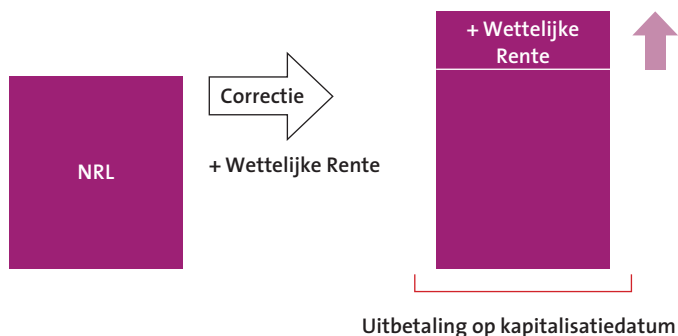 NRL
Correctie
+ Wettelijke Rente
+ Wettelijke
Rente
Uitbetaling op kapitalisatiedatum